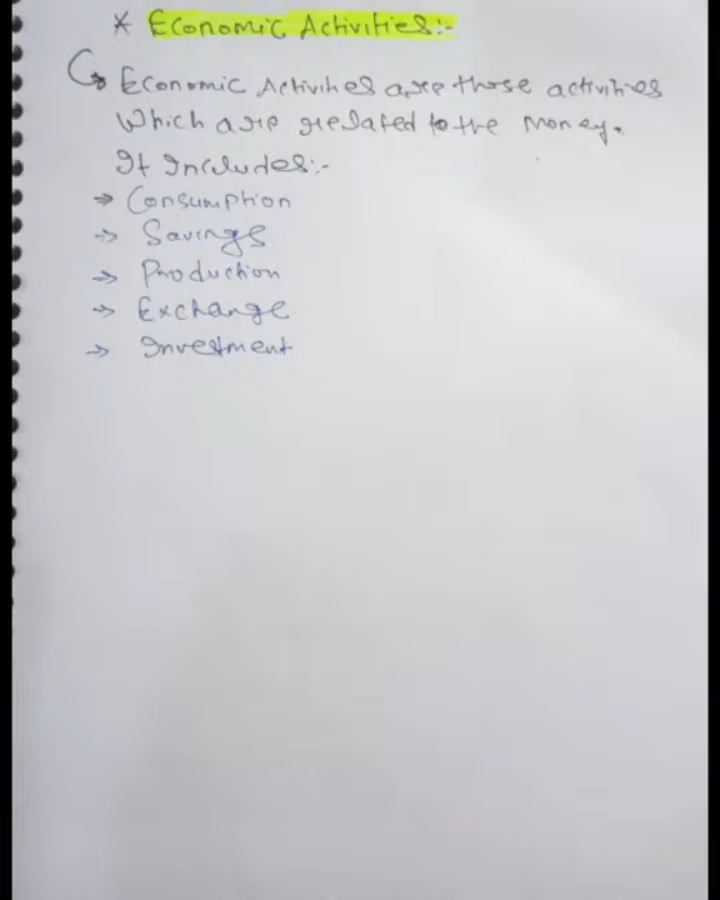 * Economic Activities:-
↪ Economic Activities are those activities
Which are related to the Money.
It Includes:-
→ Consumption
→ Savings
→ Production
→ Exchange
→ Investment